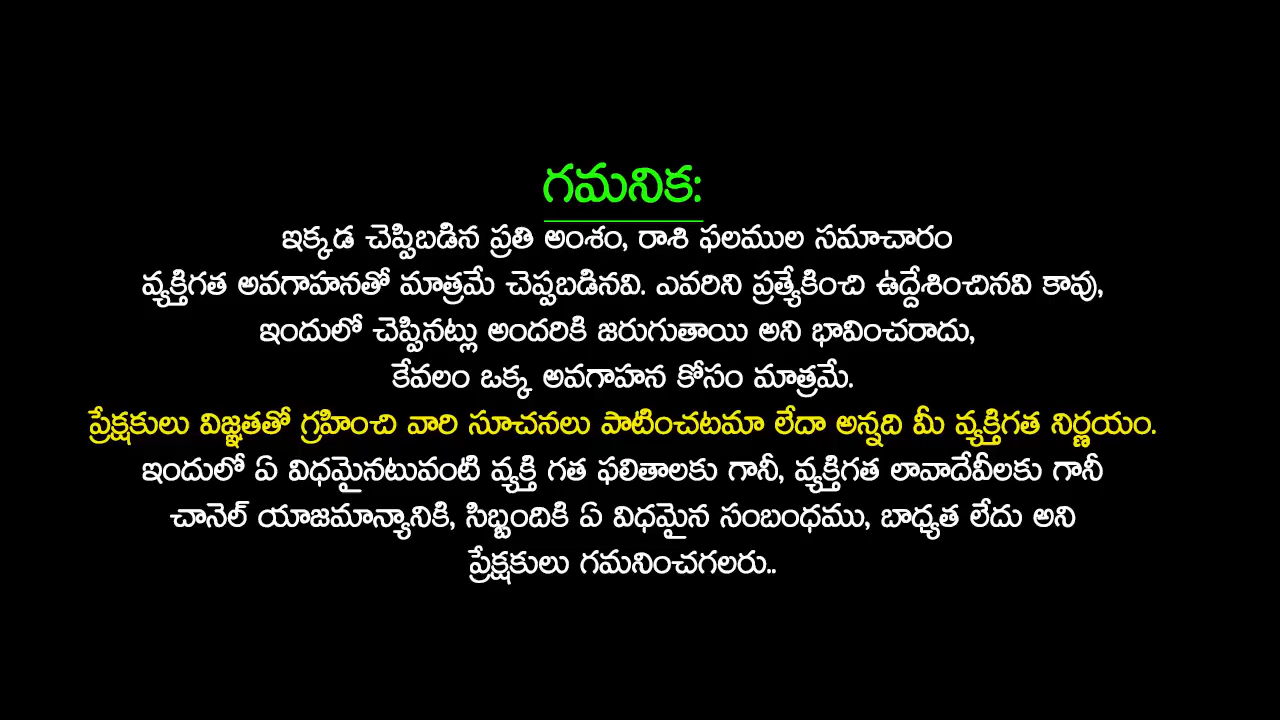 గమనిక:
ఇక్కడ చెప్పిబడిన ప్రతి అంశం, రాశి ఫలముల సమాచారం
వ్యక్తిగత అవగాహనతో మాత్రమే చెప్పబడినవి. ఎవరిని ప్రత్యేకించి ఉద్దేశించినవి కావు,
ఇందులో చెప్పినట్లు అందరికి జరుగుతాయి అని భావించరాదు,
కేవలం ఒక్క అవగాహన కోసం మాత్రమే.
ప్రేక్షకులు విజ్ఞతతో గ్రహించి వారి సూచనలు పాటించటమా లేదా అన్నది మీ వ్యక్తిగత నిర్ణయం.
ఇందులో ఏ విధమైనటువంటి వ్యక్తి గత ఫలితాలకు గానీ, వ్యక్తిగత లావాదేవీలకు గానీ
చానెల్ యాజమాన్యానికి, సిబ్బందికి ఏ విధమైన సంబంధము, బాధ్యత లేదు అని
ప్రేక్షకులు గమనించగలరు..